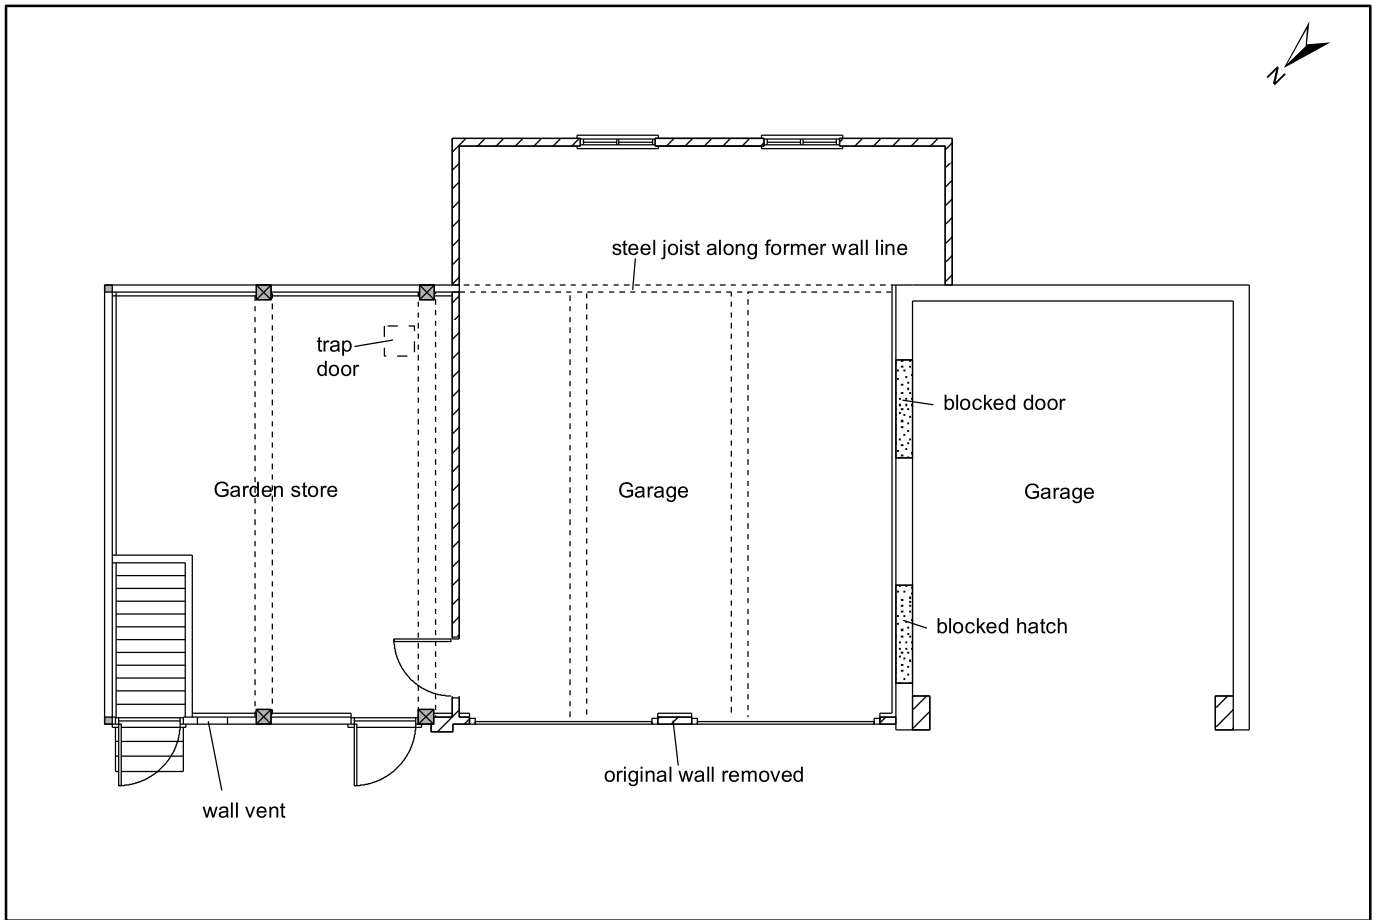 N
steel joist along former wall line
trap
door
blocked door
Garden store
Garage
Garage
blocked hatch
original wall removed
wall vent